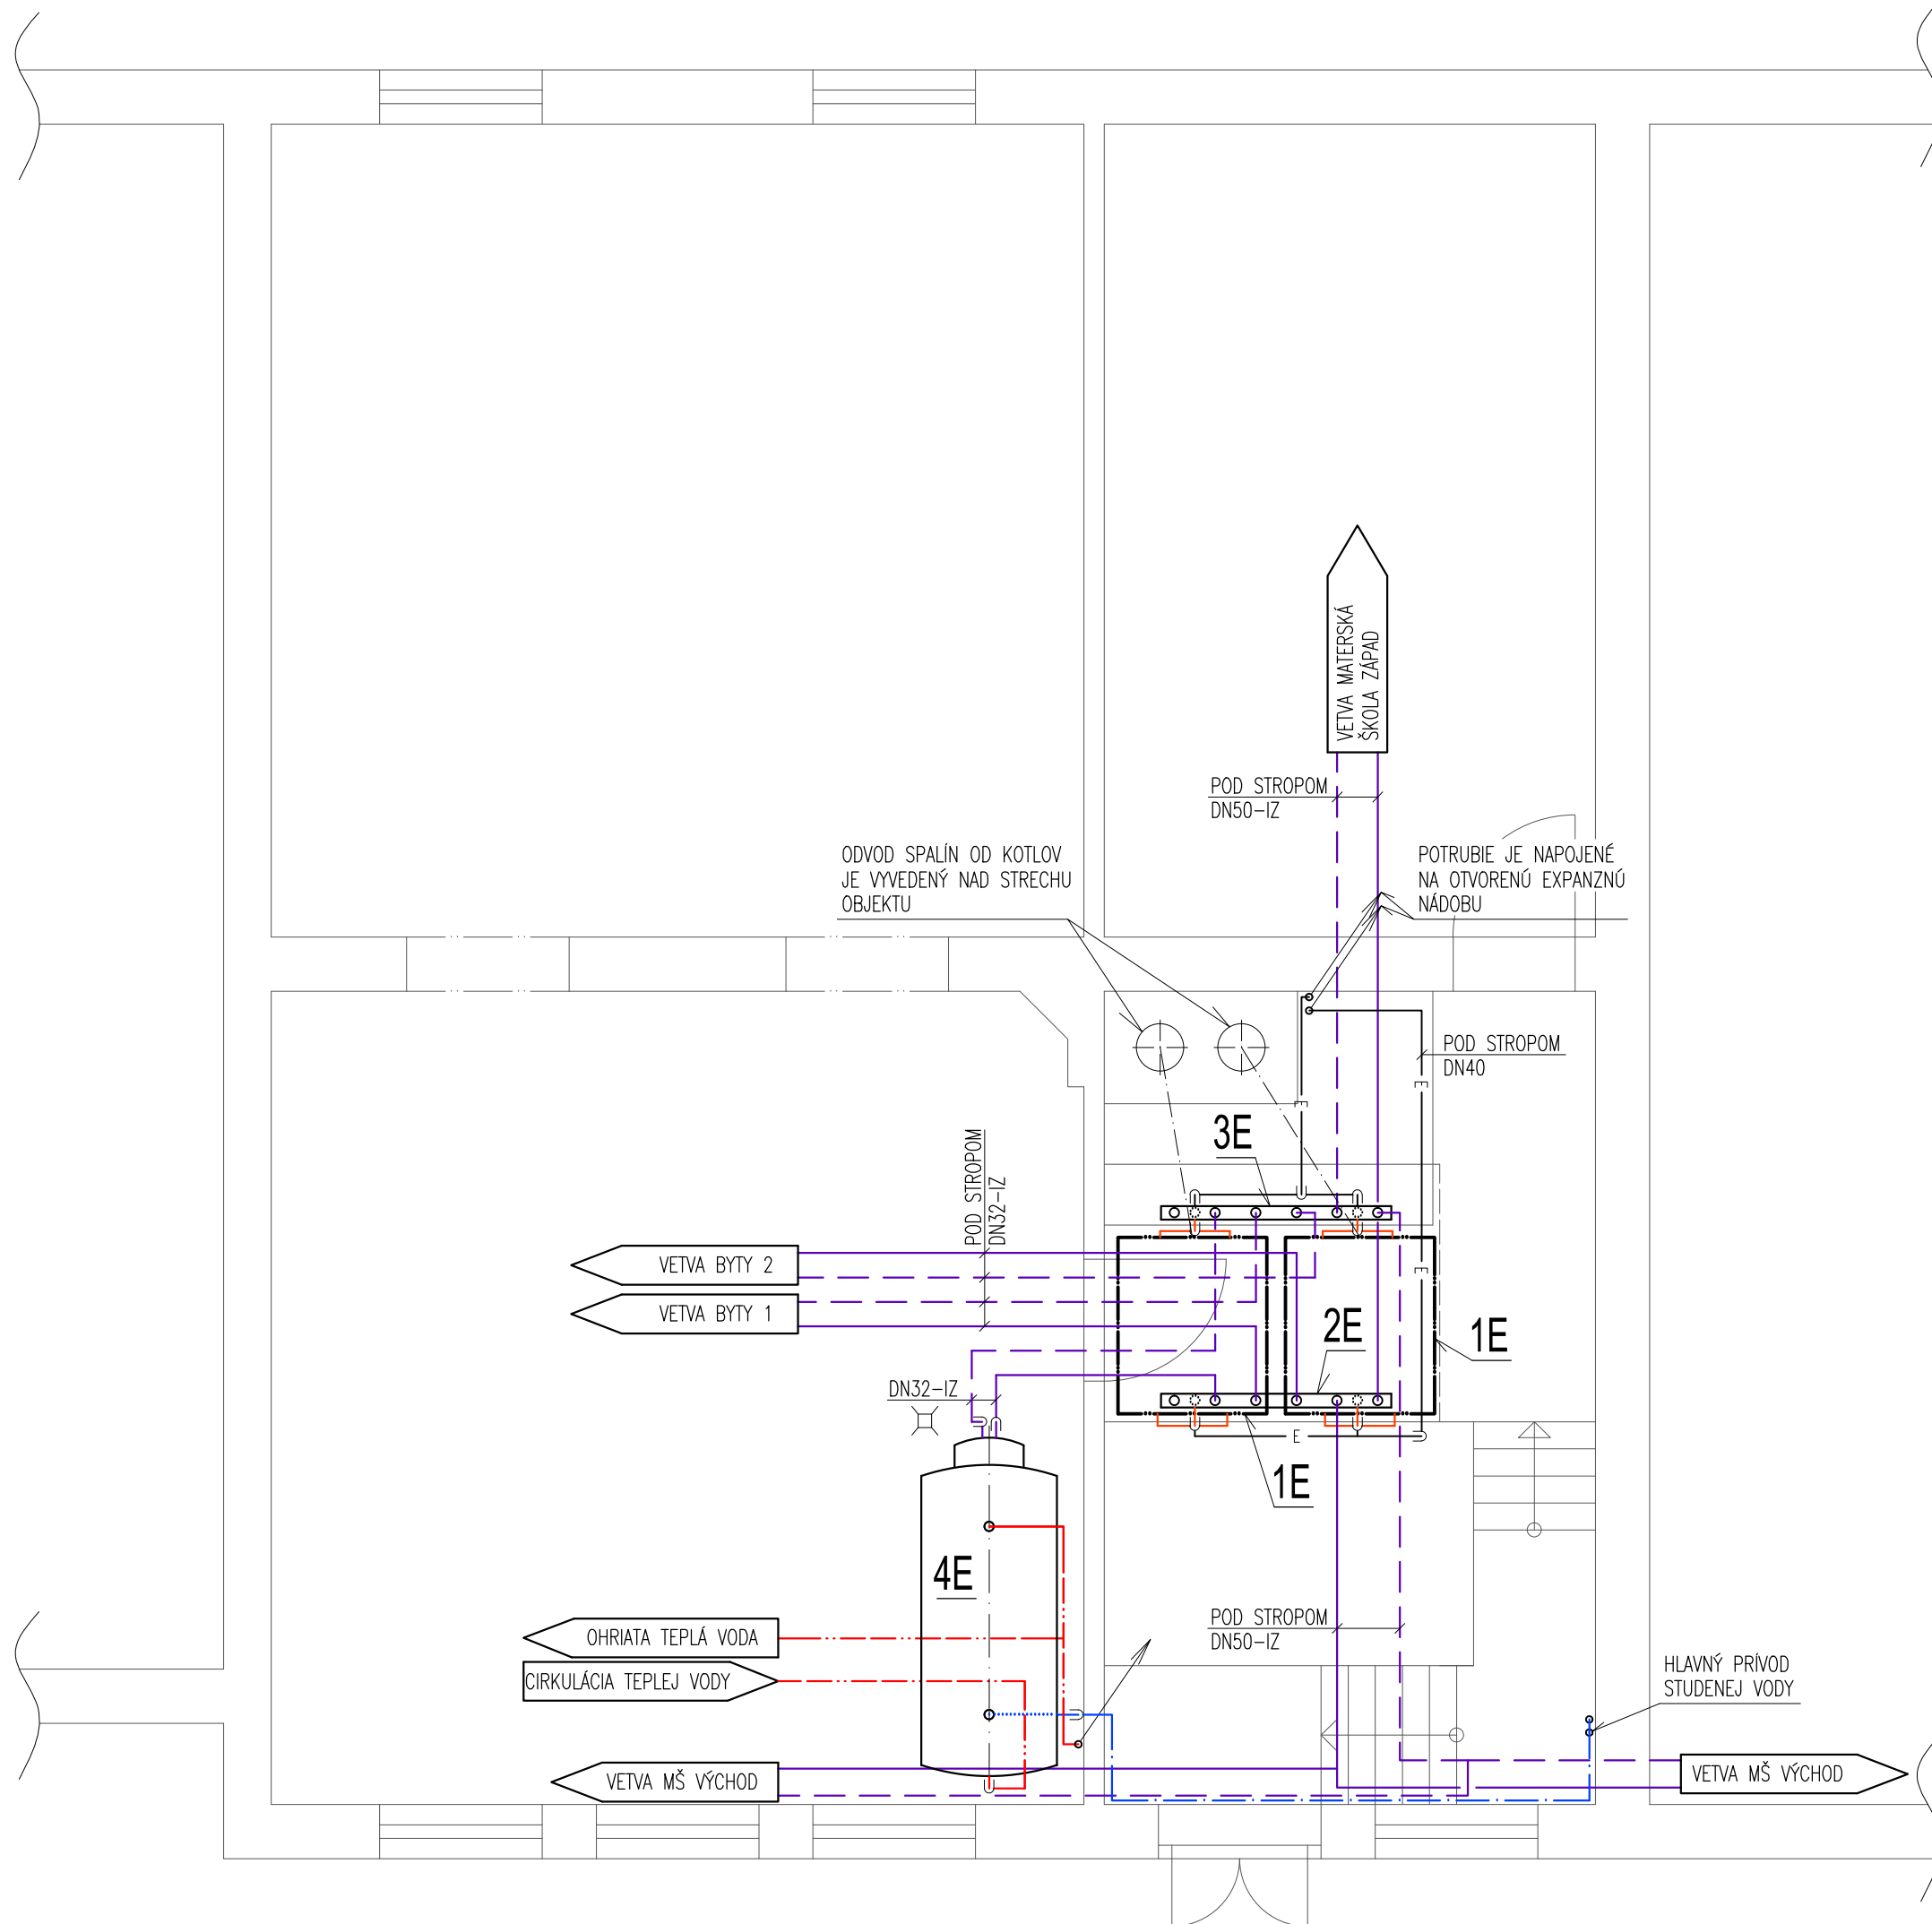 VETVA MATERSKÁ
ŠKOLA ZÁPAD
POD STROPOM
DN50-IZ
ODVOD SPALÍN OD KOTLOV
JE VYVEDENÝ NAD STRECHU
OBJEKTU
POTRUBIE JE NAPOJENÉ
NA OTVORENÚ EXPANZNÚ
NÁDOBU
POD STROPOM
DN40
E
E
3E
POD STROPOM
DN32-IZ
VETVA BYTY 2
E
VETVA BYTY 1
2E
1E
DN32-IZ
E
1E
4E
POD STROPOM
DN50-IZ
OHRIATA TEPLÁ VODA
CIRKULÁCIA TEPLEJ VODY
HLAVNÝ PRÍVOD
STUDENEJ VODY
VETVA MŠ VÝCHOD
VETVA MŠ VÝCHOD